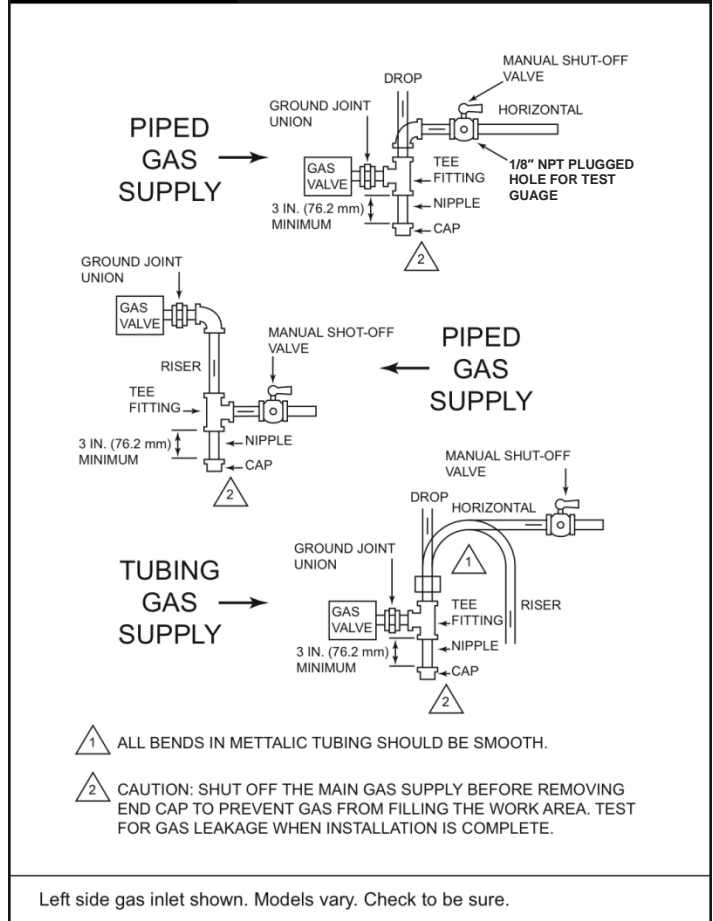 DROP
MANUAL SHUT-OFF
VALVE
GROUND JOINT
UNION
HORIZONTAL
PIPED
GAS
SUPPLY
GAS
VALVE
TEE
FITTING
1/8" NPT PLUGGED
HOLE FOR TEST
GUAGE
3 IN. (76.2 mm)
MINIMUM
NIPPLE
CAP
2
GROUND JOINT
UNION
GAS
VALVE
MANUAL SHOT-OFF
VALVE
RISER
PIPED
GAS
SUPPLY
TEE
FITTING
3 IN. (76.2 mm)
MINIMUM
NIPPLE
CAP
2
MANUAL SHUT-OFF
VALVE
DROP
HORIZONTAL
GROUND JOINT
UNION
1
TUBING
GAS
SUPPLY
GAS
VALVE
TEE
FITTING
RISER
3 IN. (76.2 mm)
MINIMUM
NIPPLE
CAP
2
1 ALL BENDS IN METTALIC TUBING SHOULD BE SMOOTH.
2 CAUTION: SHUT OFF THE MAIN GAS SUPPLY BEFORE REMOVING
END CAP TO PREVENT GAS FROM FILLING THE WORK AREA. TEST
FOR GAS LEAKAGE WHEN INSTALLATION IS COMPLETE.
Left side gas inlet shown. Models vary. Check to be sure.